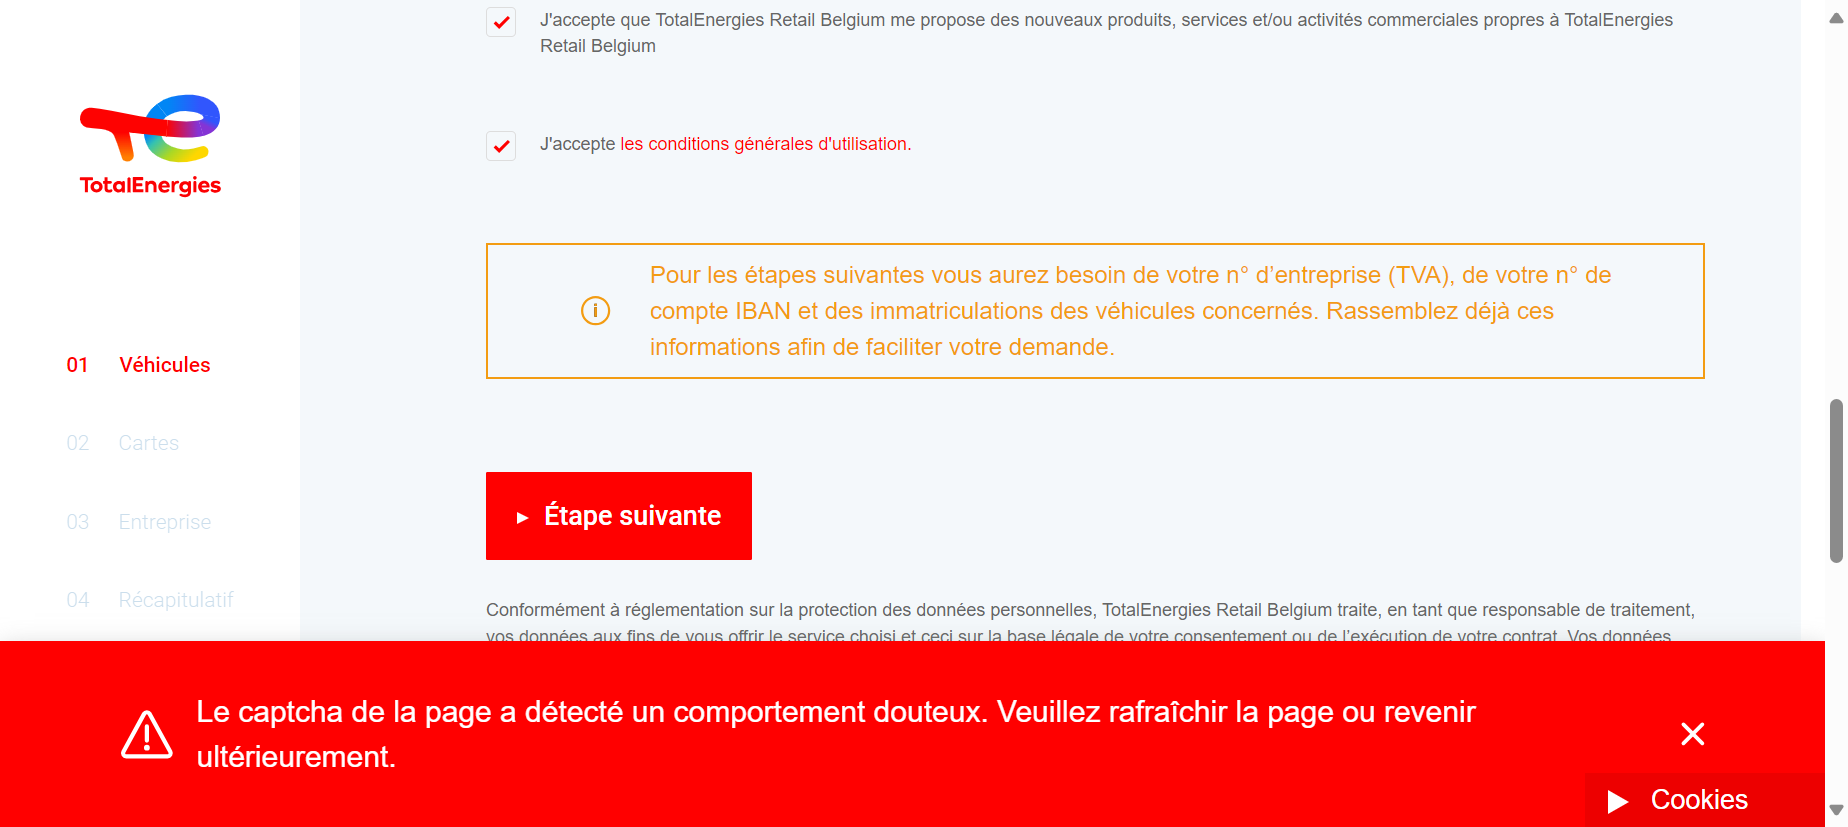 J'accepte que TotalEnergies Retail Belgium me propose des nouveaux produits, services et/ou activités commerciales propres à TotalEnergies
Retail Belgium
TotalEnergies
J'accepte les conditions générales d'utilisation.
Pour les étapes suivantes vous aurez besoin de votre n° d’entreprise (TVA), de votre n° de
compte IBAN et des immatriculations des véhicules concernés. Rassemblez déjà ces
informations afin de faciliter votre demande.
01 Véhicules
02 Cartes
03 Entreprise
04 Récapitulatif
Étape suivante
Conformément à réglementation sur la protection des données personnelles, TotalEnergies Retail Belgium traite, en tant que responsable de traitement,
vos données aux fins de vous offrir le service choisi et ceci sur la base légale de votre consentement ou de l’exécution de votre contrat. Vos données
Le captcha de la page a détecté un comportement douteux. Veuillez rafraîchir la page ou revenir
ultérieurement.
Cookies